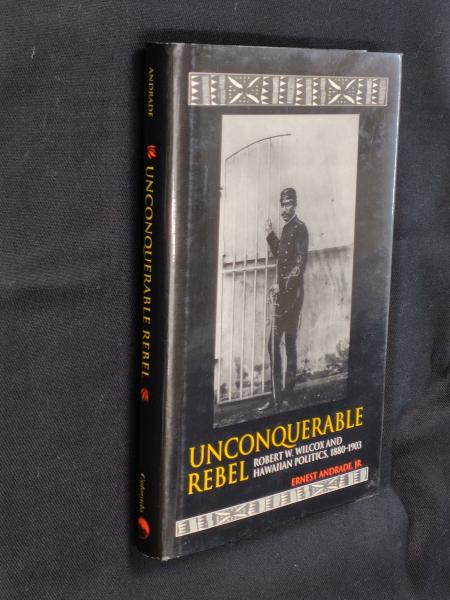 ANDRADE
UNCONQUERABLE REBEL
Colorado
UNCONQUERABLE
REBEL
ROBERT W. WILCOX AND
HAWAIIAN POLITICS, 1880-1903
ERNEST ANDRADE, JR.